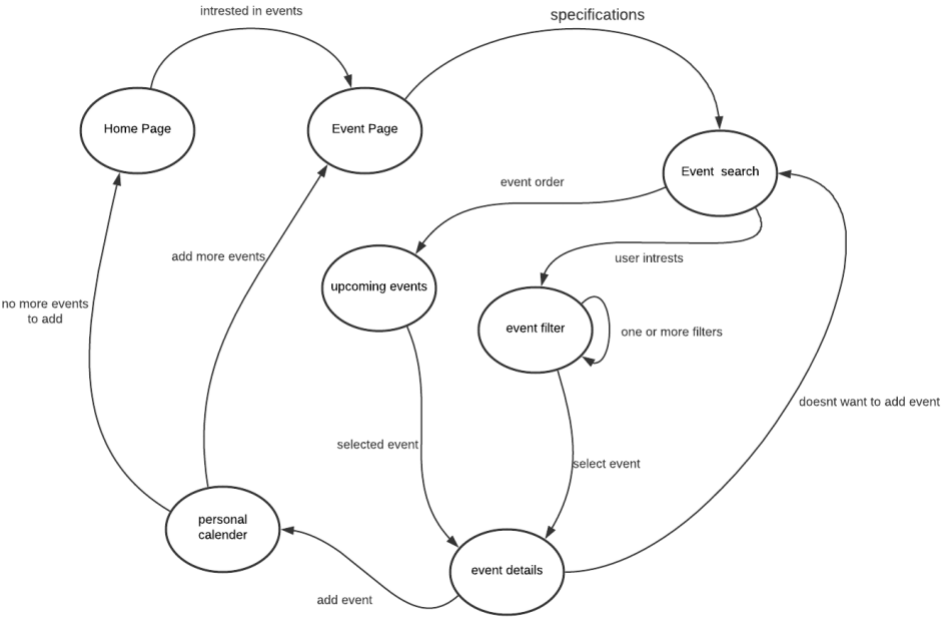 intrested in events
specifications
Home Page
Event Page
Event  search
event order
add more events
user intrests
upcoming events
no more events
to add
event filter
one or more filters
doesnt want to add event
selected event
select event
personal
calender
event details
add event